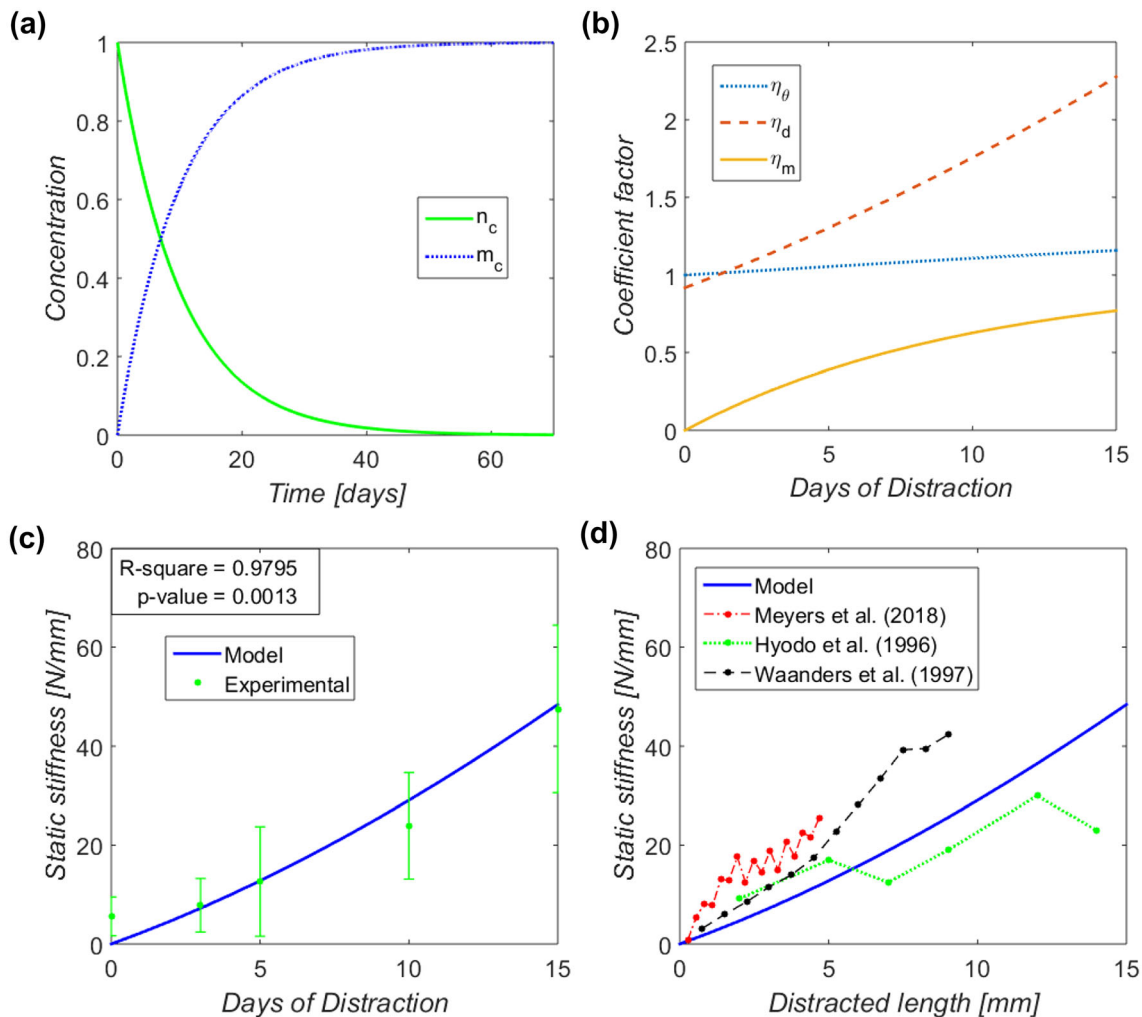 (a)
1
0.8
0.6
0.4
0.2
0
Concentration
n_c
m_c
0
20
40
60
Time [days]
(b)
2.5
2
1.5
1
0.5
0
Coefficient factor
η_θ
η_d
η_m
0
5
10
15
Days of Distraction
(c)
80
60
40
20
0
Static stiffness [N/mm]
R-square = 0.9795
p-value = 0.0013
Model
Experimental
0
5
10
15
Days of Distraction
(d)
80
60
40
20
0
Static stiffness [N/mm]
Model
Meyers et al. (2018)
Hyodo et al. (1996)
Waanders et al. (1997)
0
5
10
15
Distracted length [mm]